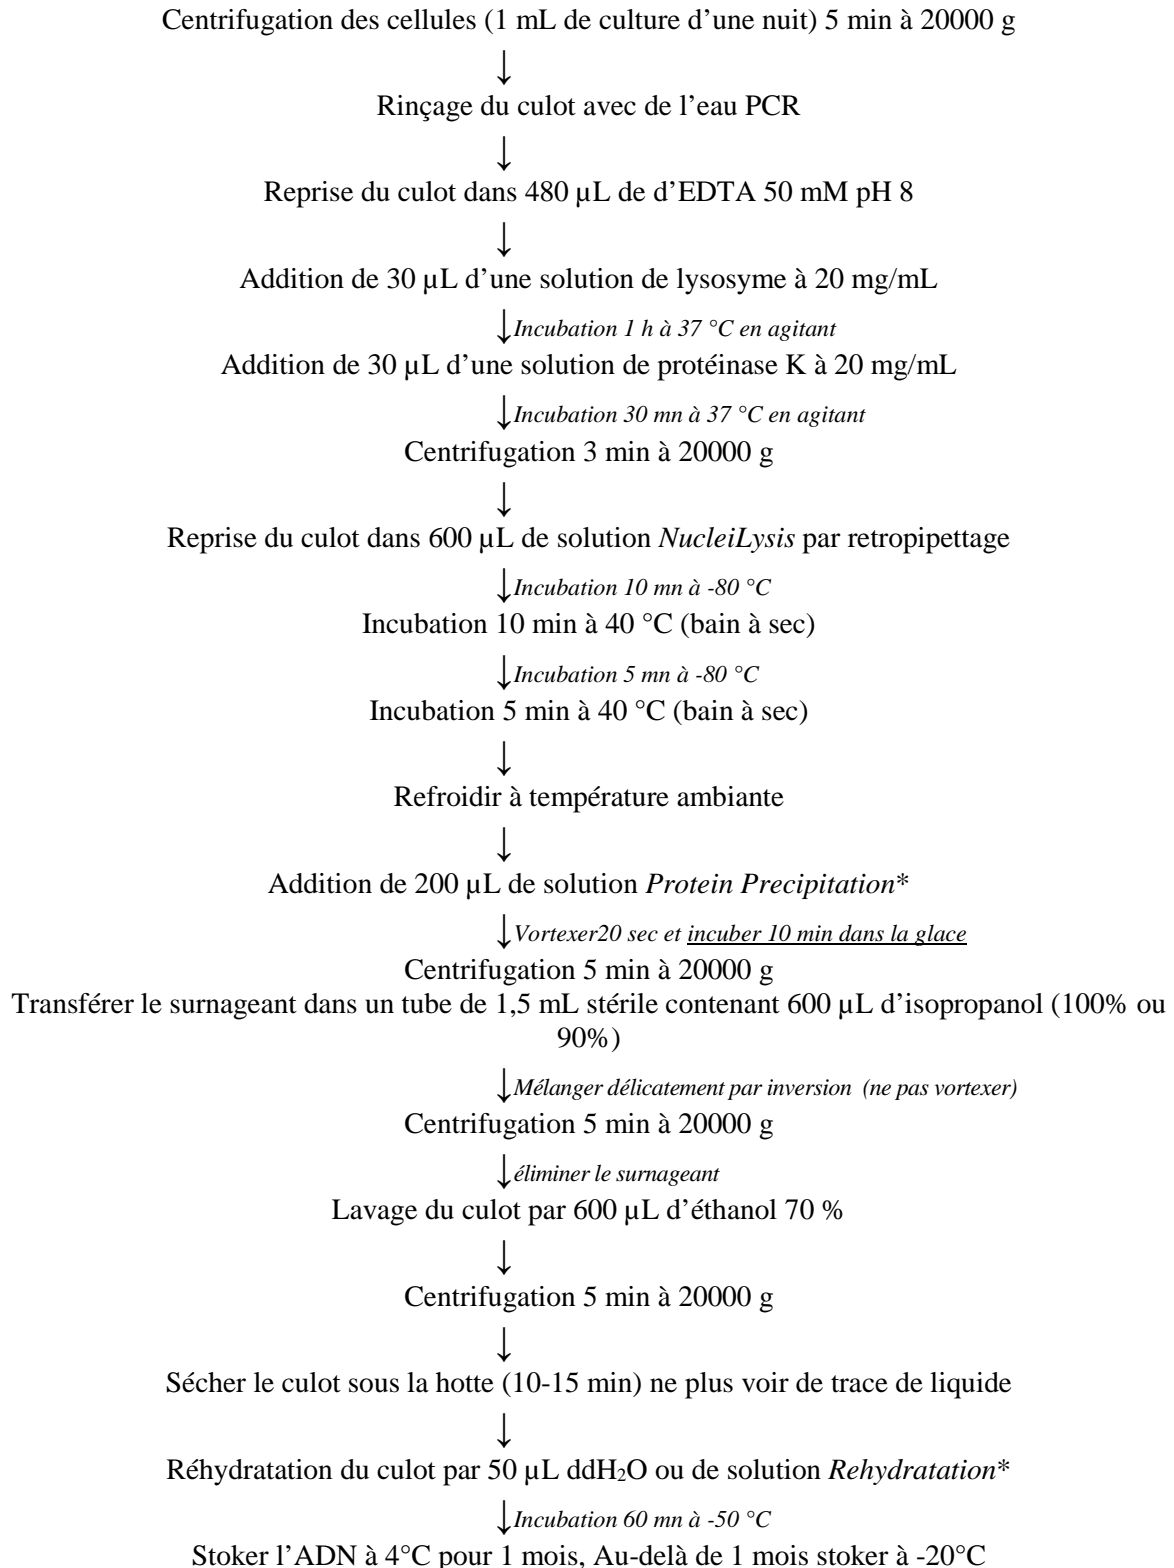 Centrifugation des cellules (1 mL de culture d’une nuit) 5 min à 20000 g
↓
Rinçage du culot avec de l’eau PCR
↓
Reprise du culot dans 480 µL de d’EDTA 50 mM pH 8
↓
Addition de 30 µL d’une solution de lysosyme à 20 mg/mL
↓Incubation 1 h à 37 °C en agitant
Addition de 30 µL d’une solution de protéinase K à 20 mg/mL
↓Incubation 30 mn à 37 °C en agitant
Centrifugation 3 min à 20000 g
↓
Reprise du culot dans 600 µL de solution NucleiLysis par retropipettage
↓Incubation 10 mn à -80 °C
Incubation 10 min à 40 °C (bain à sec)
↓Incubation 5 mn à -80 °C
Incubation 5 min à 40 °C (bain à sec)
↓
Refroidir à température ambiante
↓
Addition de 200 µL de solution Protein Precipitation*
↓Vortexer20 sec et incuber 10 min dans la glace
Centrifugation 5 min à 20000 g
Transférer le surnageant dans un tube de 1,5 mL stérile contenant 600 µL d’isopropanol (100% ou
90%)
↓Mélanger délicatement par inversion (ne pas vortexer)
Centrifugation 5 min à 20000 g
↓éliminer le surnageant
Lavage du culot par 600 µL d’éthanol 70 %
↓
Centrifugation 5 min à 20000 g
↓
Sécher le culot sous la hotte (10-15 min) ne plus voir de trace de liquide
↓
Réhydratation du culot par 50 µL ddH₂O ou de solution Rehydratation*
↓Incubation 60 mn à -50 °C
Stoker l’ADN à 4°C pour 1 mois, Au-delà de 1 mois stoker à -20°C